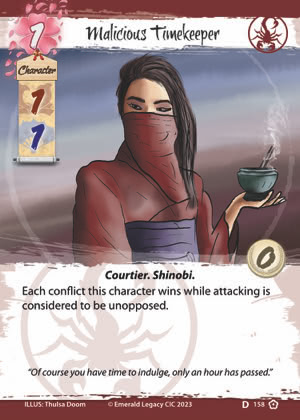 1
Malicious Timekeeper
Character
1
1
0
Courtier. Shinobi.
Each conflict this character wins while attacking is
considered to be unopposed.
“Of course you have time to indulge, only an hour has passed.”
ILLUS: Thulsa Doom © Emerald Legacy CIC 2023 D 158